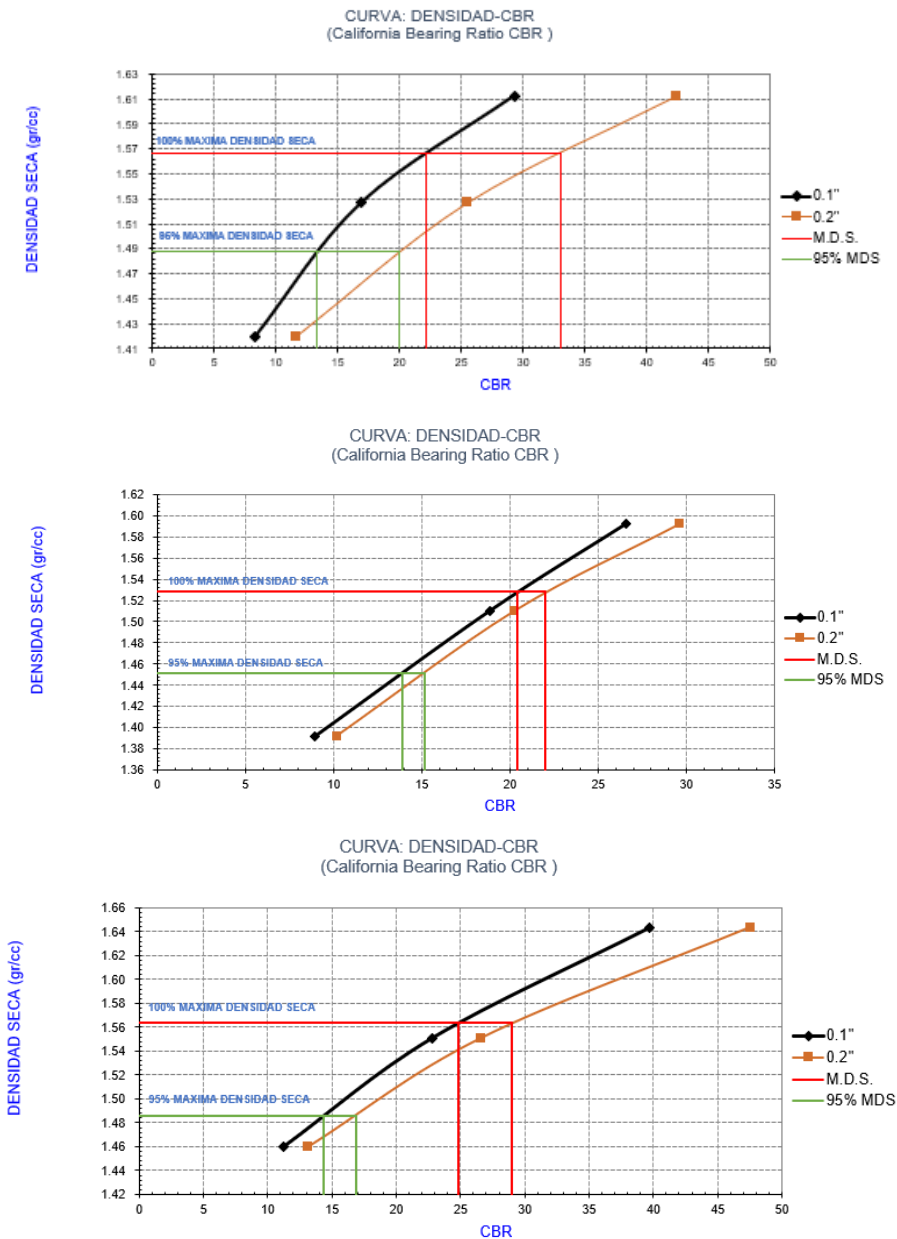 CURVA: DENSIDAD-CBR
(California Bearing Ratio CBR )
DENSIDAD SECA (gr/cc)
1.63
1.61
1.59
1.57
1.55
1.53
1.51
1.49
1.47
1.45
1.43
1.41
100% MAXIMA DENSIDAD SECA
95% MAXIMA DENSIDAD SECA
0 5 10 15 20 25 30 35 40 45 50
CBR
0.1"
0.2"
M.D.S.
95% MDS
CURVA: DENSIDAD-CBR
(California Bearing Ratio CBR )
DENSIDAD SECA (gr/cc)
1.62
1.60
1.58
1.56
1.54
1.52
1.50
1.48
1.46
1.44
1.42
1.40
1.38
1.36
100% MAXIMA DENSIDAD SECA
95% MAXIMA DENSIDAD SECA
0 5 10 15 20 25 30 35
CBR
0.1"
0.2"
M.D.S.
95% MDS
CURVA: DENSIDAD-CBR
(California Bearing Ratio CBR )
DENSIDAD SECA (gr/cc)
1.66
1.64
1.62
1.60
1.58
1.56
1.54
1.52
1.50
1.48
1.46
1.44
1.42
100% MAXIMA DENSIDAD SECA
95% MAXIMA DENSIDAD SECA
0 5 10 15 20 25 30 35 40 45 50
CBR
0.1"
0.2"
M.D.S.
95% MDS